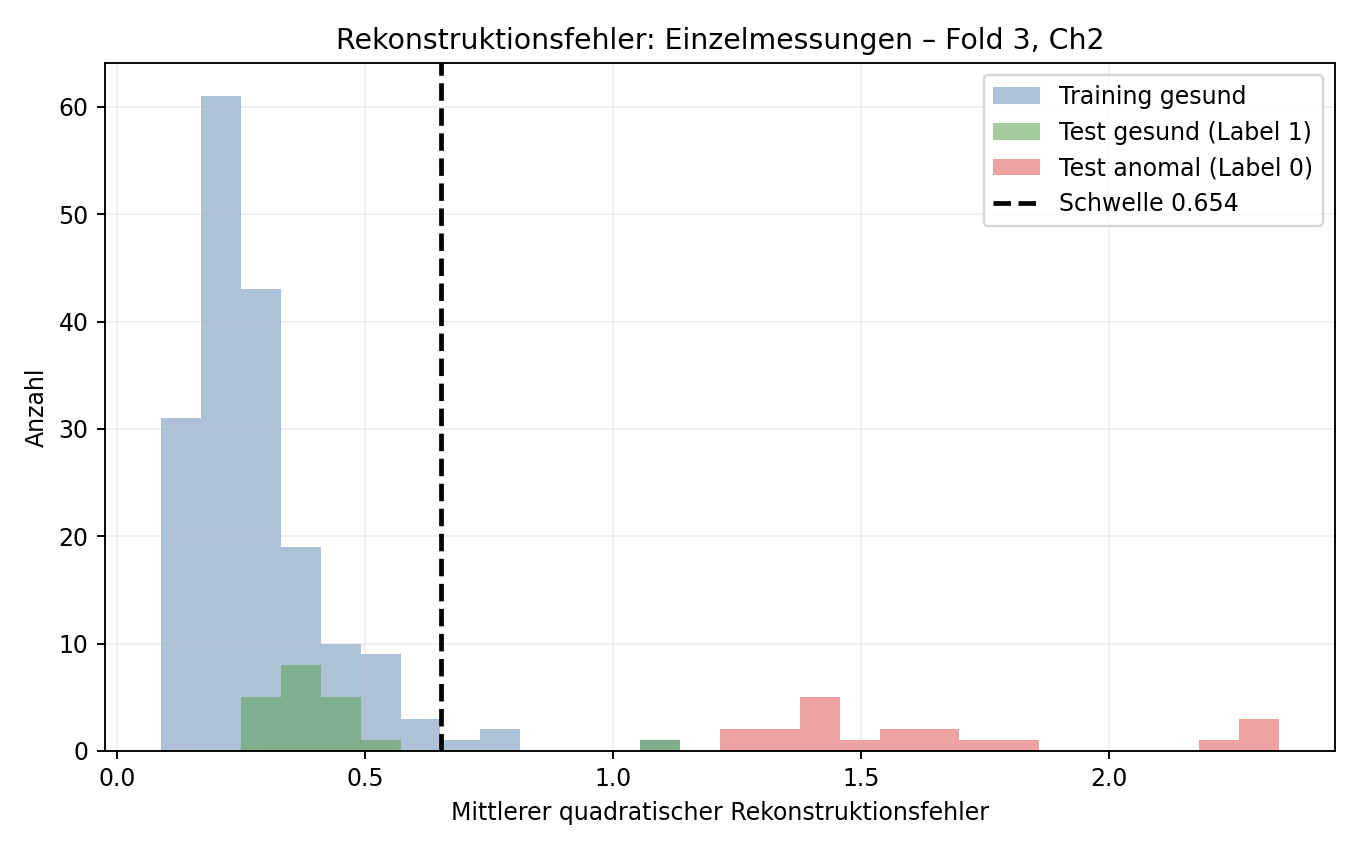 Rekonstruktionsfehler: Einzelmessungen – Fold 3, Ch2
Training gesund
Test gesund (Label 1)
Test anomal (Label 0)
Schwelle 0.654
Anzahl
60
50
40
30
20
10
0
0.0 0.5 1.0 1.5 2.0
Mittlerer quadratischer Rekonstruktionsfehler